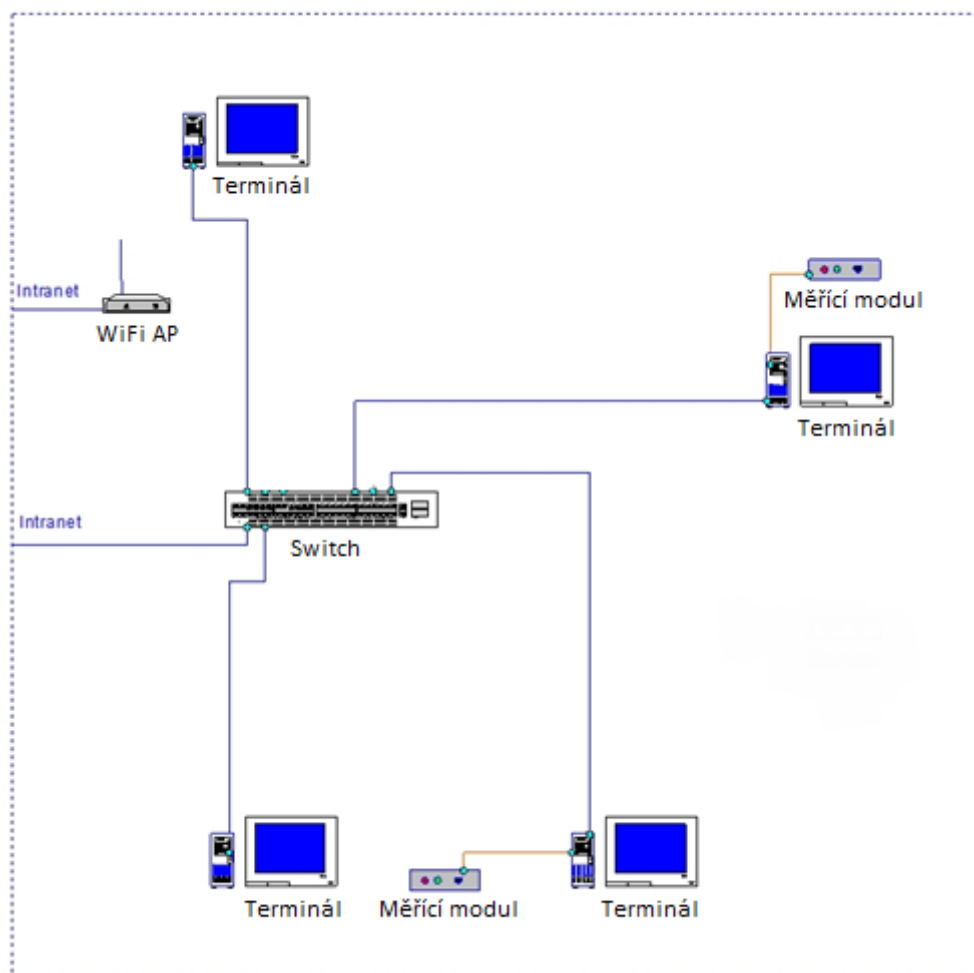 Terminál
Intranet
WiFi AP
Měřící modul
Terminál
Intranet
Switch
Terminál
Měřící modul
Terminál